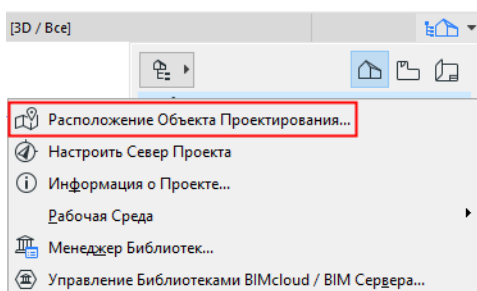 [3D / Все]
Расположение Объекта Проектирования...
Настроить Север Проекта
Информация о Проекте...
Рабочая Среда
Менеджер Библиотек...
Управление Библиотеками BIMcloud / BIM Сервера...